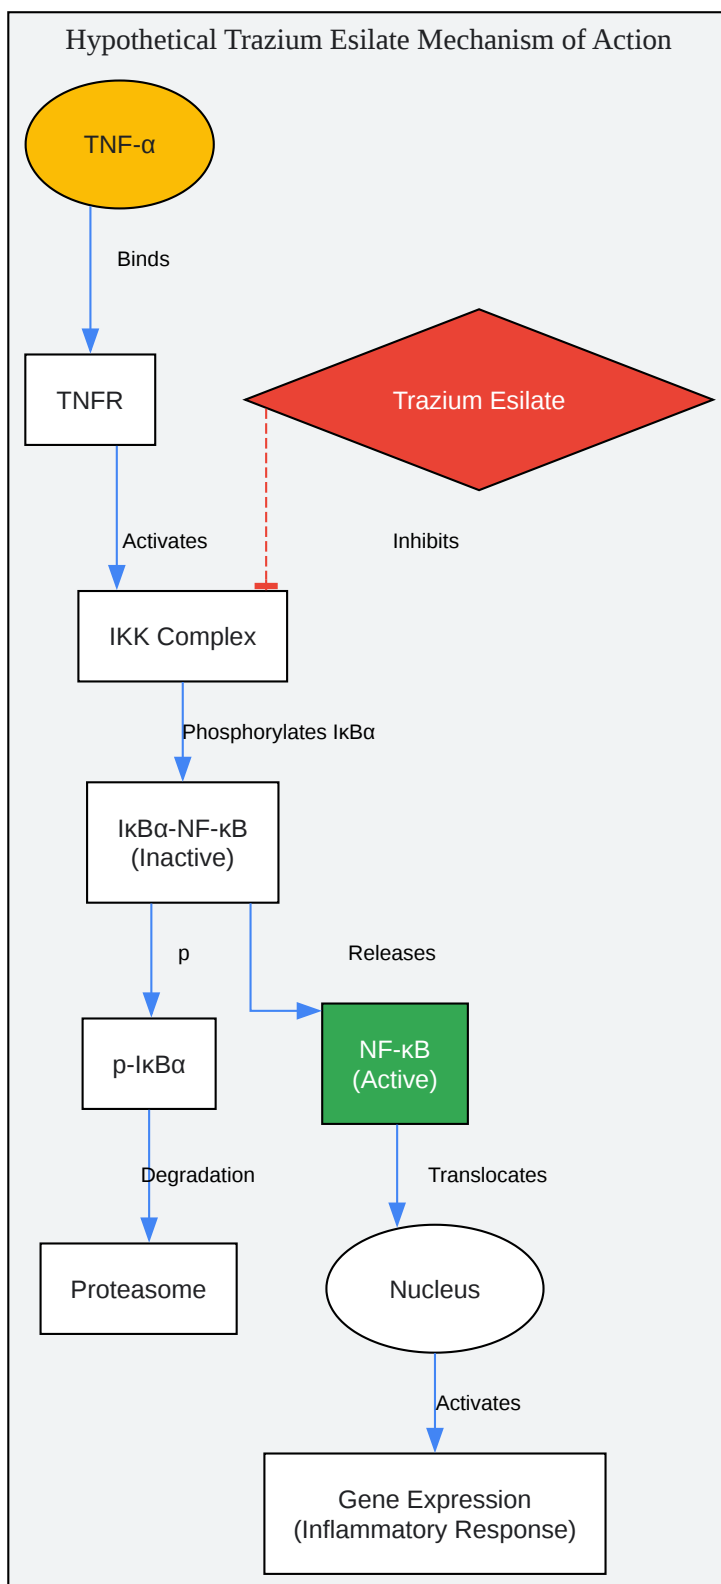 Hypothetical Trazium Esilate Mechanism of Action
TNF-α
Binds
TNFR
Trazium Esilate
Activates
Inhibits
IKK Complex
Phosphorylates IκBα
IκBα-NF-κB
(Inactive)
p
Releases
p-IκBα
NF-κB
(Active)
Degradation
Translocates
Proteasome
Nucleus
Activates
Gene Expression
(Inflammatory Response)